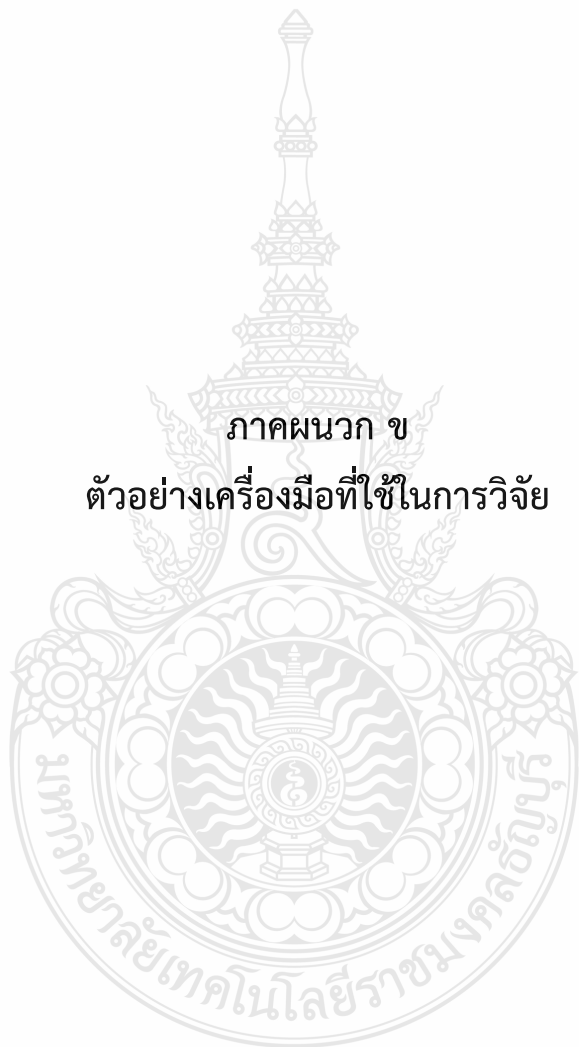 ภาคผนวก ข
ตัวอย่างเครื่องมือที่ใช้ในการวิจัย
มหาวิทยาลัยเทคโนโลยีราชมงคลธัญบุรี